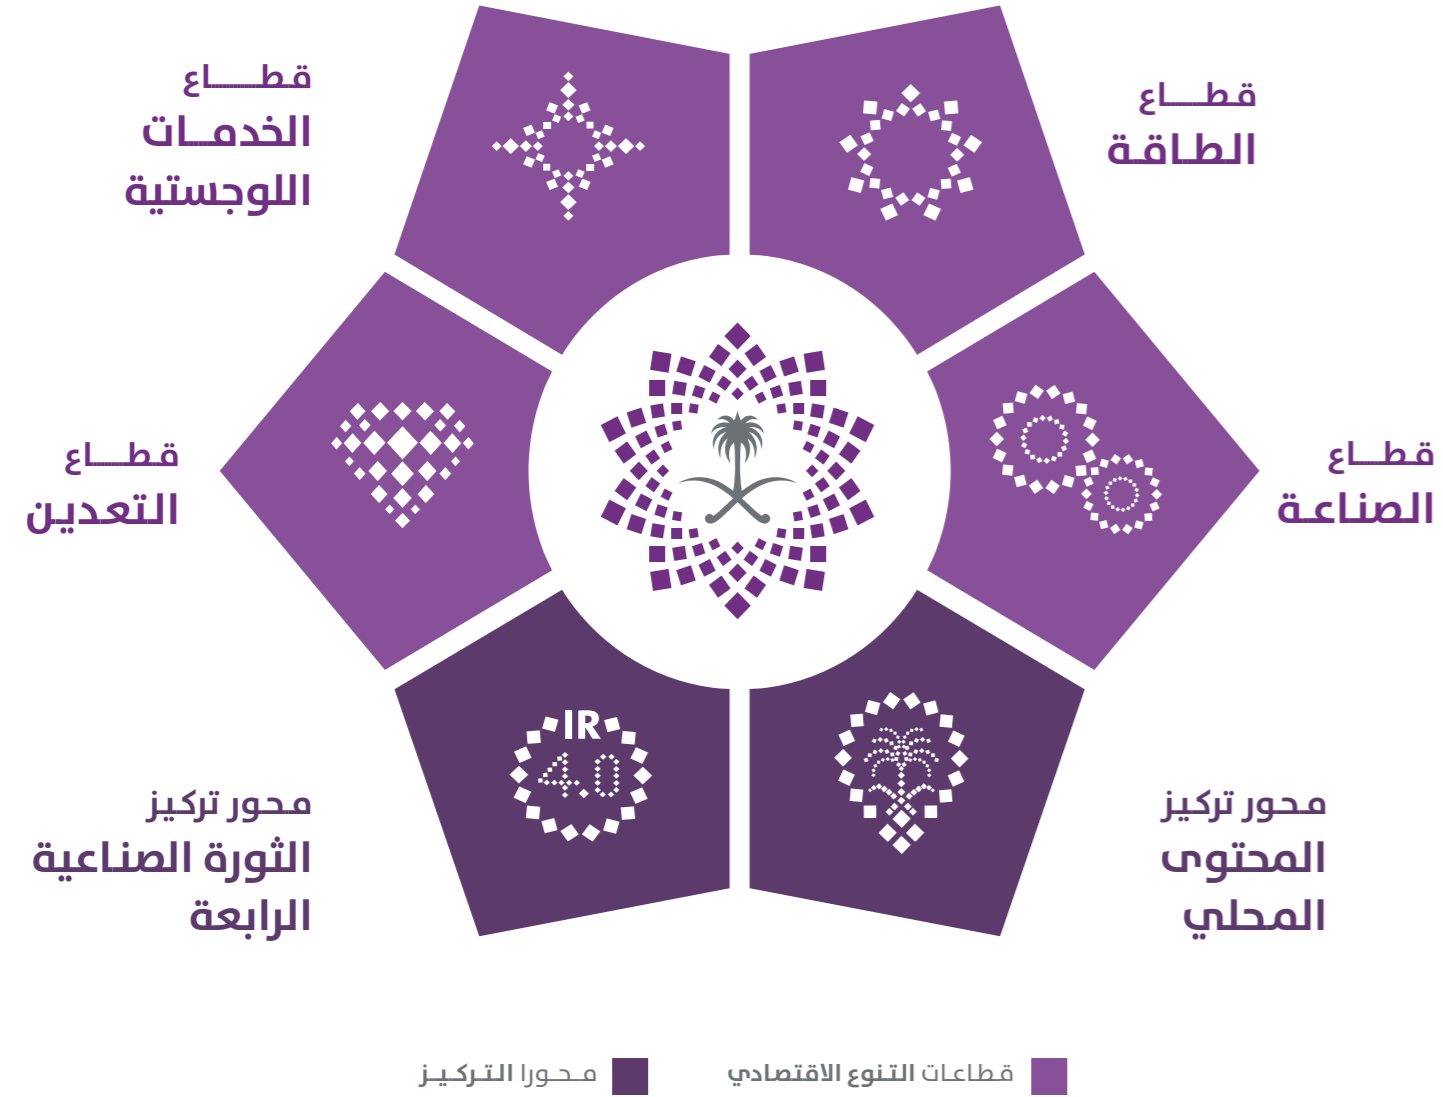 قطاع
الطاقة
قطاع
الخدمات
اللوجستية
قطاع
الصناعة
قطاع
التعدين
محور تركيز
المحتوى
المحلي
IR
4.0
محور تركيز
الثورة الصناعية
الرابعة
قطاعات التنوع الاقتصادي
محورا التركيز